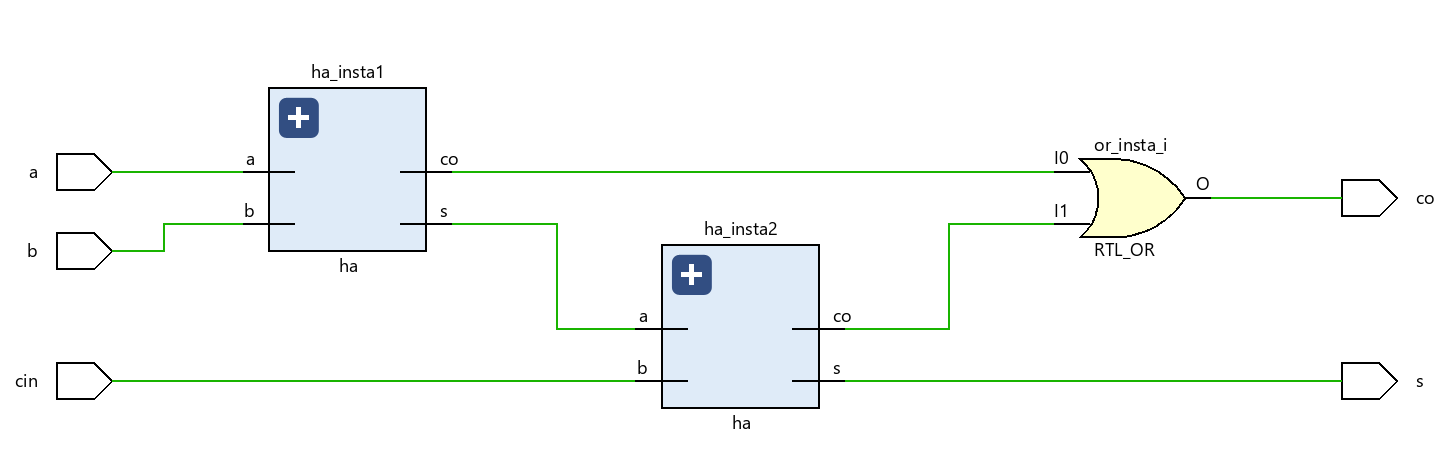 ha_insta1
a
a
co
b
b
s
ha
cin
ha_insta2
a
co
b
s
ha
or_insta_i
I0
I1
O
RTL_OR
co
s